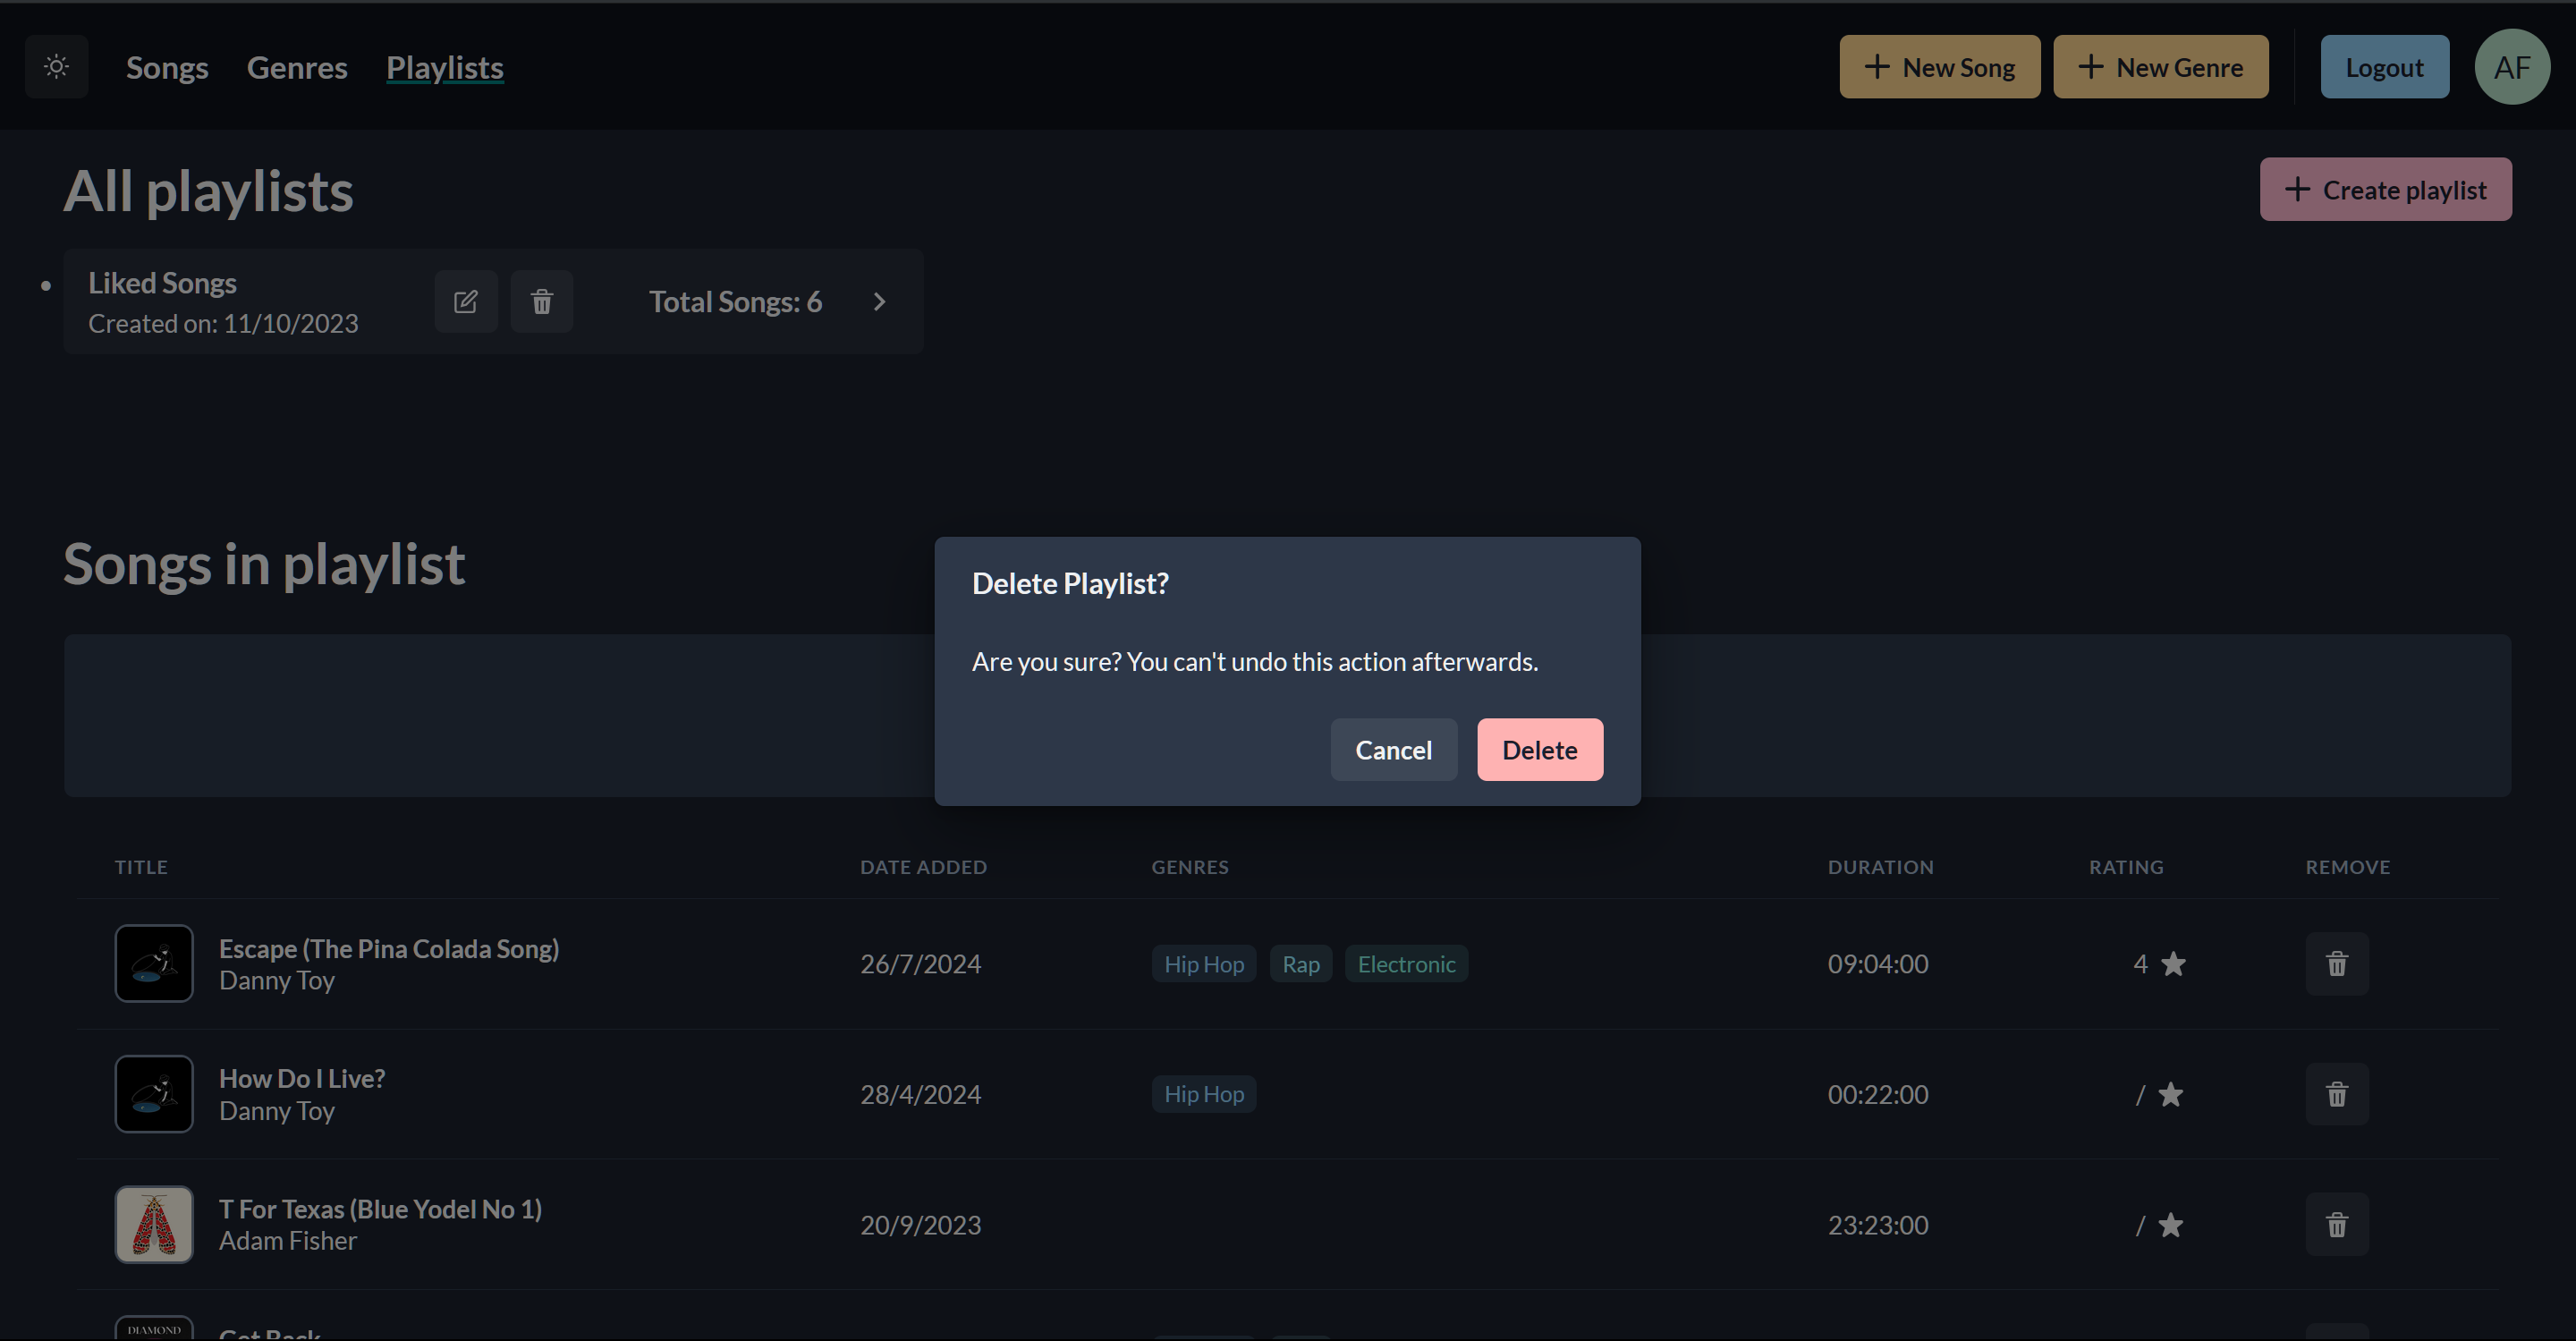 Songs Genres Playlists + New Song + New Genre Logout AF
All playlists + Create playlist
Liked Songs
Created on: 11/10/2023
Total Songs: 6
Songs in playlist
Delete Playlist?
Are you sure? You can't undo this action afterwards.
Cancel Delete
TITLE DATE ADDED GENRES DURATION RATING REMOVE
Escape (The Pina Colada Song)
Danny Toy
26/7/2024 Hip Hop Rap Electronic 09:04:00 4
How Do I Live?
Danny Toy
28/4/2024 Hip Hop 00:22:00 /
T For Texas (Blue Yodel No 1)
Adam Fisher
20/9/2023 23:23:00 /
DIAMOND
Get Back